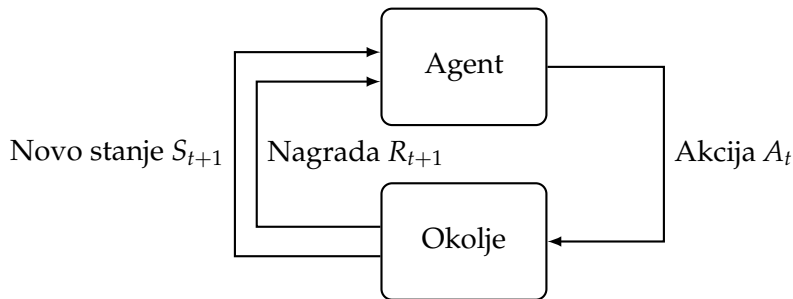 Agent
Novo stanje S_{t+1}
Nagrada R_{t+1}
Akcija A_t
Okolje